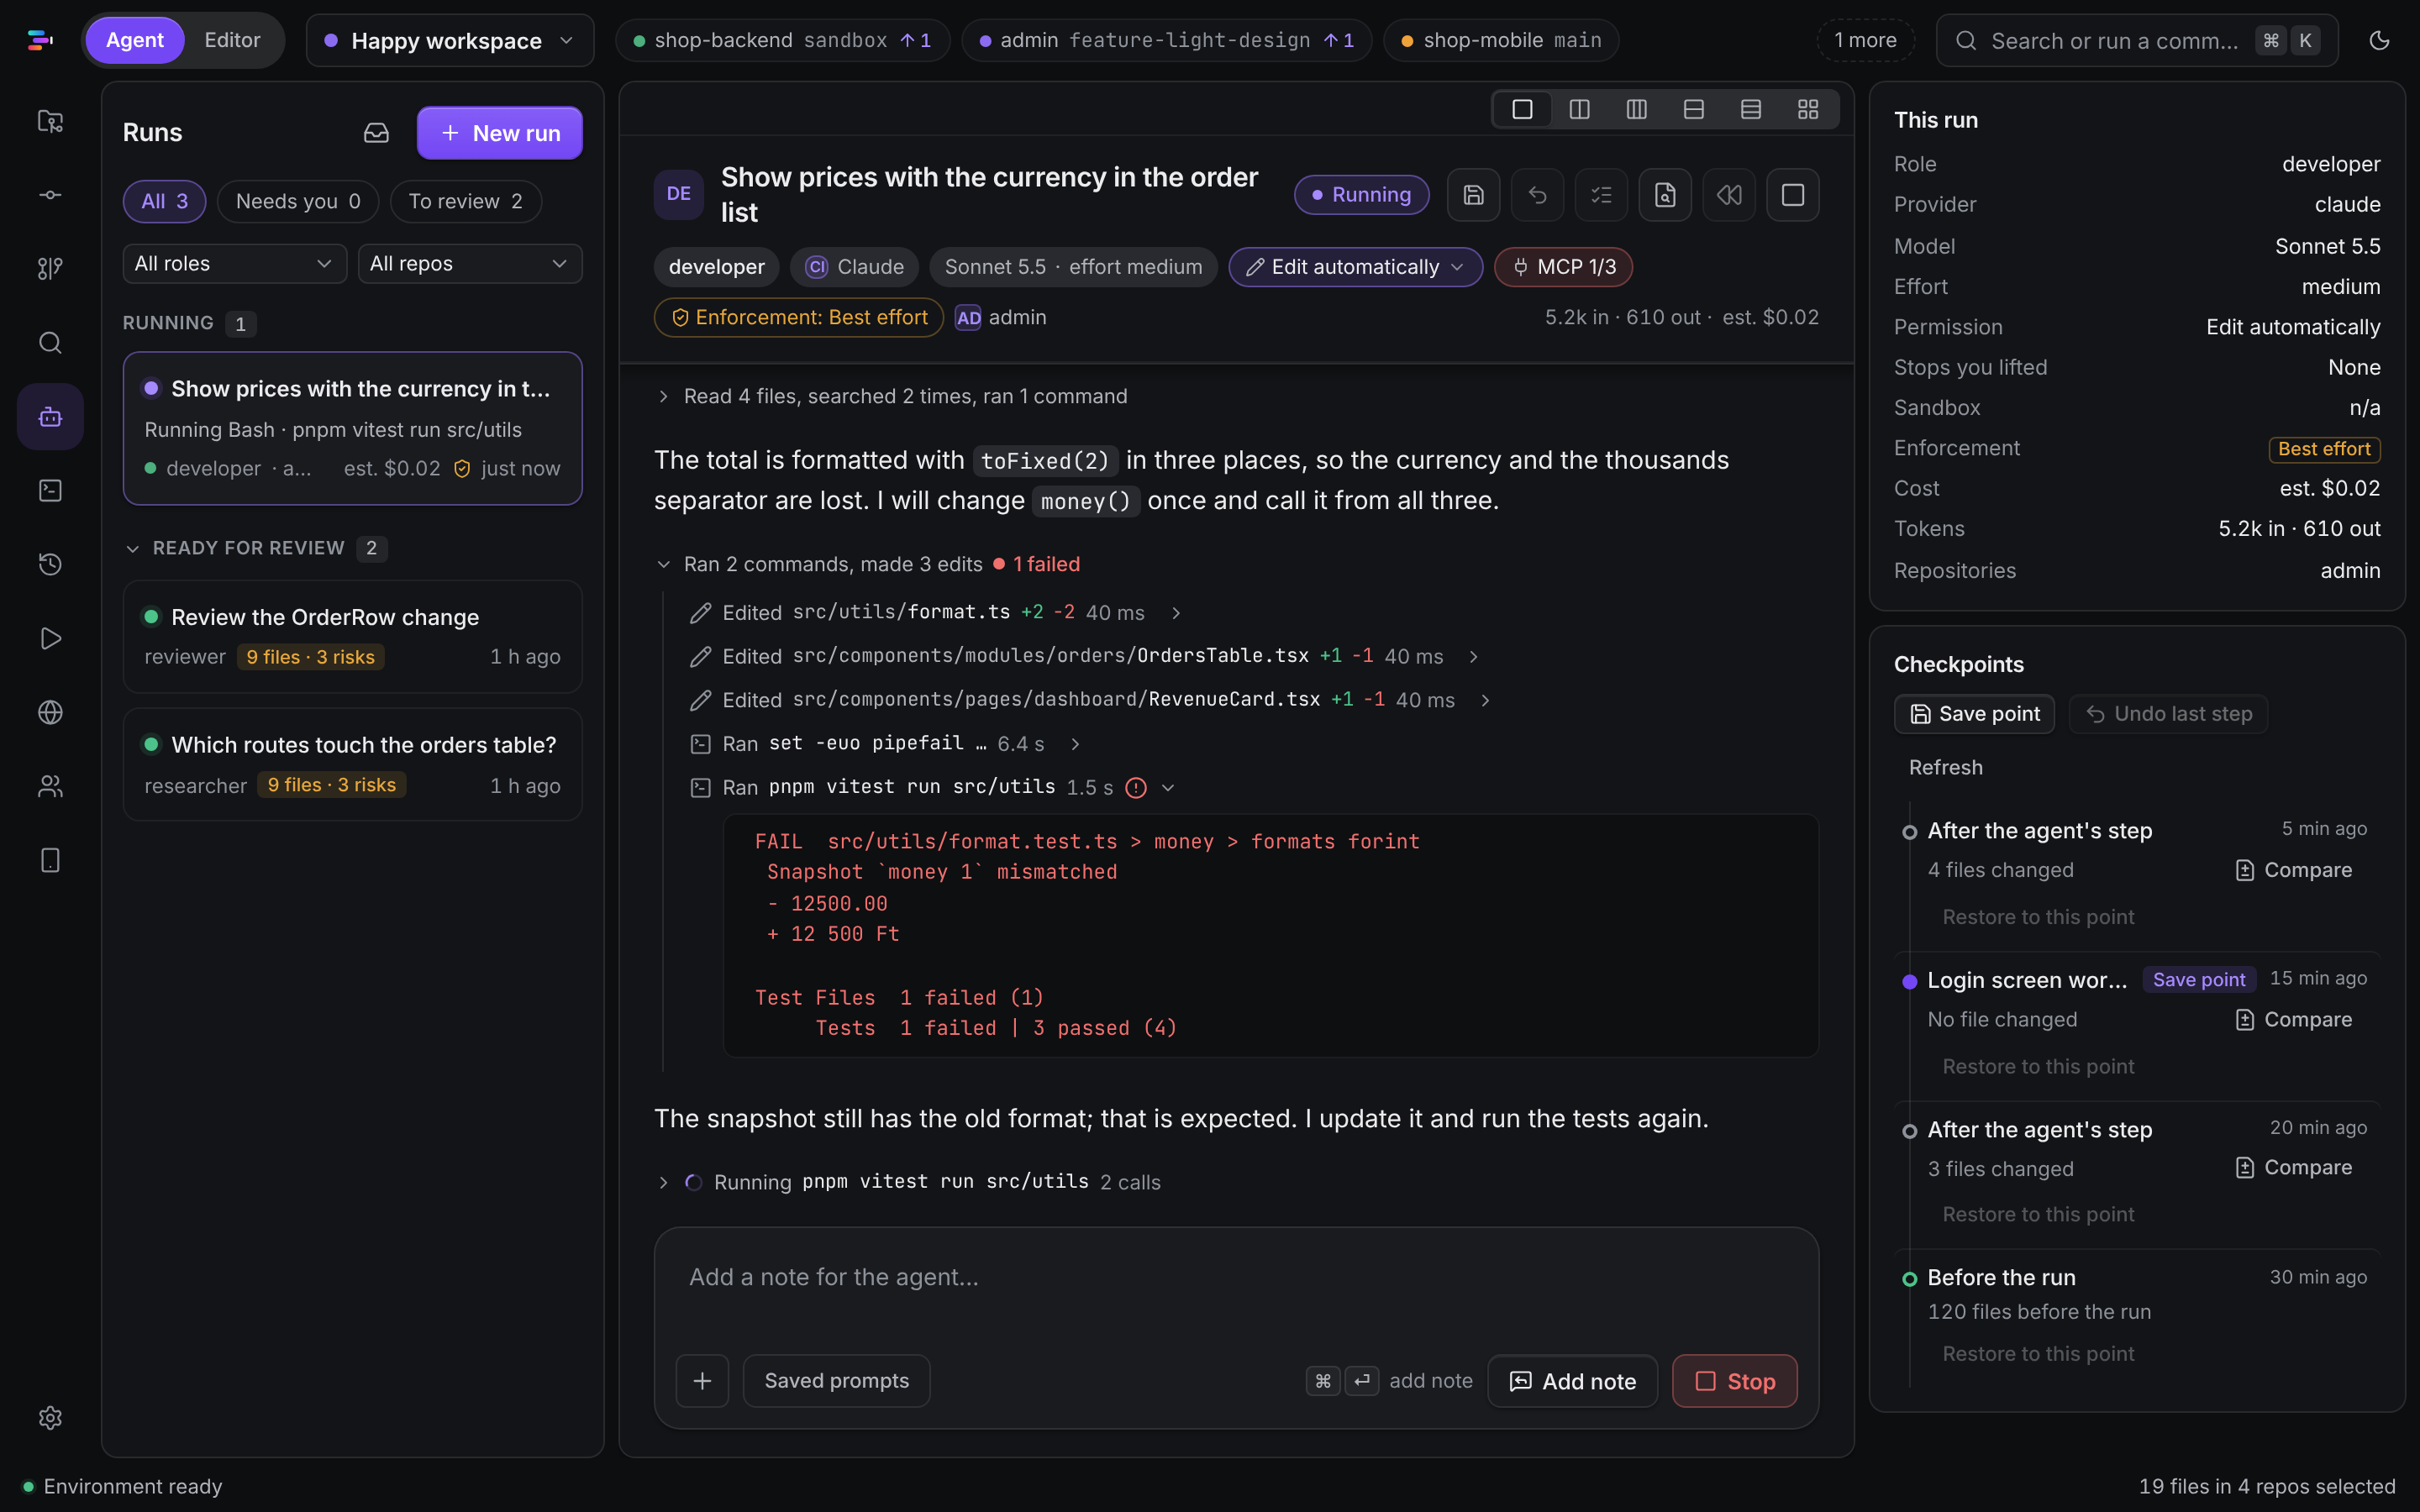 Agent
Editor
Happy workspace
shop-backend sandbox ↑1
admin feature-light-design ↑1
shop-mobile main
1 more
Search or run a comm... ⌘ K
Runs
+ New run
All 3
Needs you 0
To review 2
All roles
All repos
RUNNING 1
Show prices with the currency in t...
Running Bash · pnpm vitest run src/utils
developer · a... est. $0.02 just now
READY FOR REVIEW 2
Review the OrderRow change
reviewer 9 files · 3 risks 1 h ago
Which routes touch the orders table?
researcher 9 files · 3 risks 1 h ago
DE
Show prices with the currency in the order
list
Running
developer
CI Claude
Sonnet 5.5 · effort medium
Edit automatically
MCP 1/3
Enforcement: Best effort
AD admin
5.2k in · 610 out · est. $0.02
Read 4 files, searched 2 times, ran 1 command
The total is formatted with toFixed(2) in three places, so the currency and the thousands
separator are lost. I will change money() once and call it from all three.
Ran 2 commands, made 3 edits 1 failed
Edited src/utils/format.ts +2 -2 40 ms
Edited src/components/modules/orders/OrdersTable.tsx +1 -1 40 ms
Edited src/components/pages/dashboard/RevenueCard.tsx +1 -1 40 ms
Ran set -euo pipefail … 6.4 s
Ran pnpm vitest run src/utils 1.5 s
FAIL src/utils/format.test.ts > money > formats forint
Snapshot `money 1` mismatched
- 12500.00
+ 12 500 Ft
Test Files 1 failed (1)
Tests 1 failed | 3 passed (4)
The snapshot still has the old format; that is expected. I update it and run the tests again.
Running pnpm vitest run src/utils 2 calls
Add a note for the agent...
+
Saved prompts
⌘ ↵ add note
Add note
Stop
This run
Role developer
Provider claude
Model Sonnet 5.5
Effort medium
Permission Edit automatically
Stops you lifted None
Sandbox n/a
Enforcement Best effort
Cost est. $0.02
Tokens 5.2k in · 610 out
Repositories admin
Checkpoints
Save point
Undo last step
Refresh
After the agent's step 5 min ago
4 files changed Compare
Restore to this point
Login screen wor... Save point 15 min ago
No file changed Compare
Restore to this point
After the agent's step 20 min ago
3 files changed Compare
Restore to this point
Before the run 30 min ago
120 files before the run
Restore to this point
Environment ready
19 files in 4 repos selected